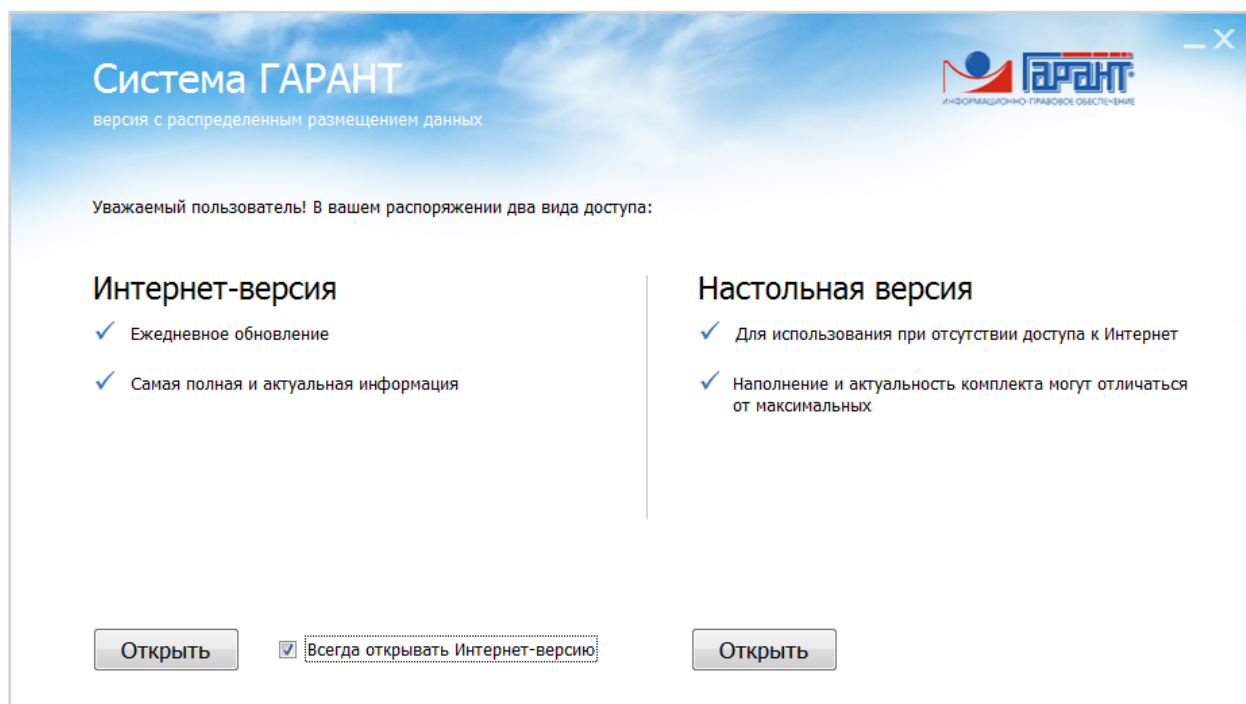 Система ГАРАНТ
версия с распределенным размещением данных
Гарант
ИНФОРМАЦИОННО-ПРАВОВОЕ ОБЕСПЕЧЕНИЕ
Уважаемый пользователь! В вашем распоряжении два вида доступа:
Интернет-версия
Ежедневное обновление
Самая полная и актуальная информация
Настольная версия
Для использования при отсутствии доступа к Интернет
Наполнение и актуальность комплекта могут отличаться
от максимальных
Открыть
Всегда открывать Интернет-версию
Открыть